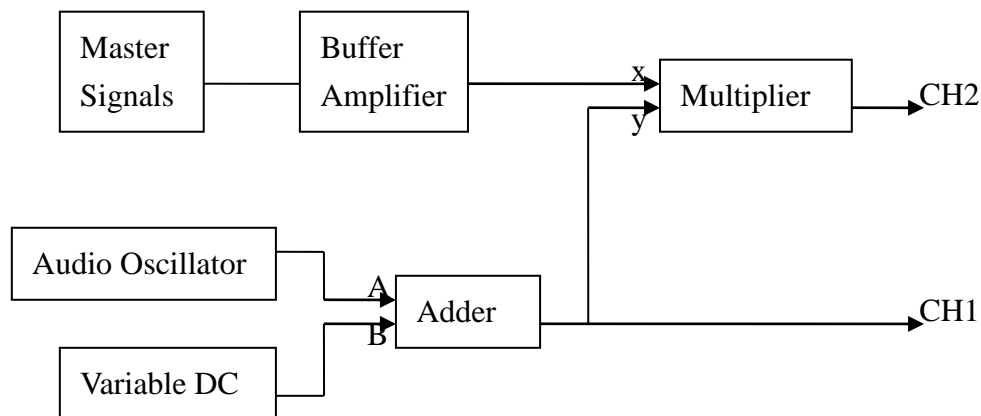 Master
Signals
Buffer
Amplifier
x
y
Multiplier
CH2
Audio Oscillator
A
B
Adder
CH1
Variable DC